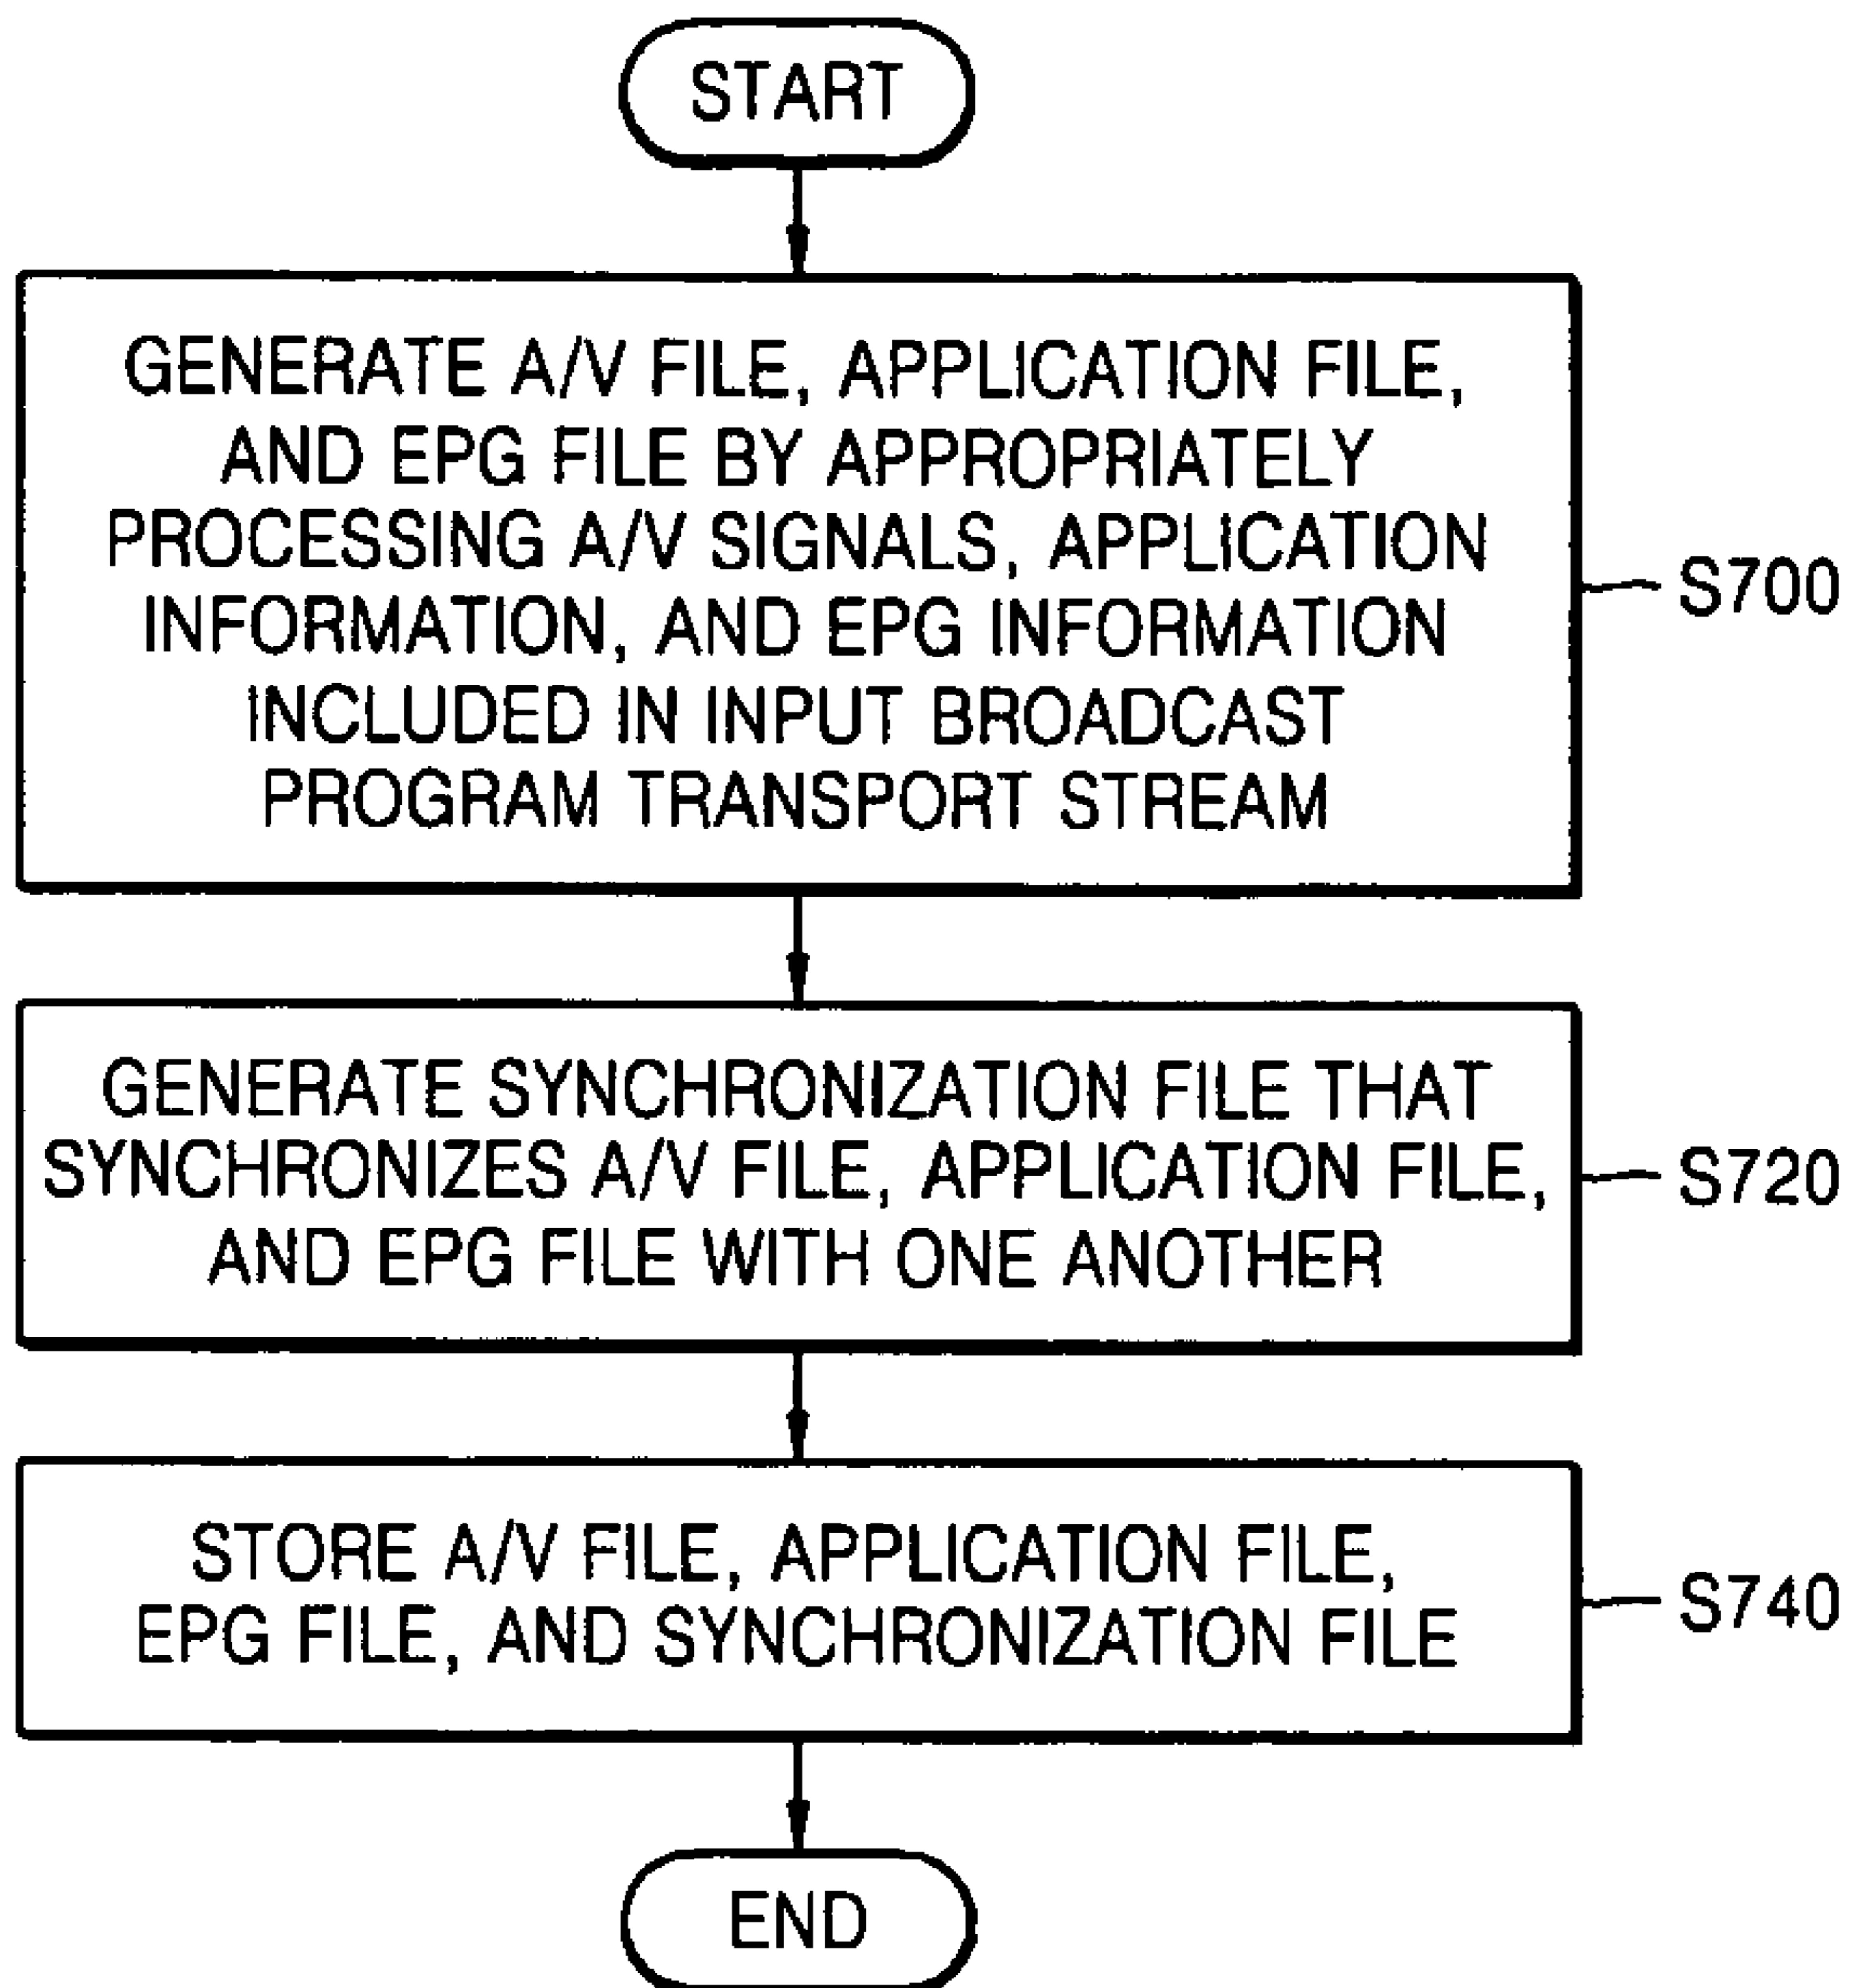 START
GENERATE A/V FILE, APPLICATION FILE,
AND EPG FILE BY APPROPRIATELY
PROCESSING A/V SIGNALS, APPLICATION
INFORMATION, AND EPG INFORMATION
INCLUDED IN INPUT BROADCAST
PROGRAM TRANSPORT STREAM
S700
GENERATE SYNCHRONIZATION FILE THAT
SYNCHRONIZES A/V FILE, APPLICATION FILE,
AND EPG FILE WITH ONE ANOTHER
S720
STORE A/V FILE, APPLICATION FILE,
EPG FILE, AND SYNCHRONIZATION FILE
S740
END